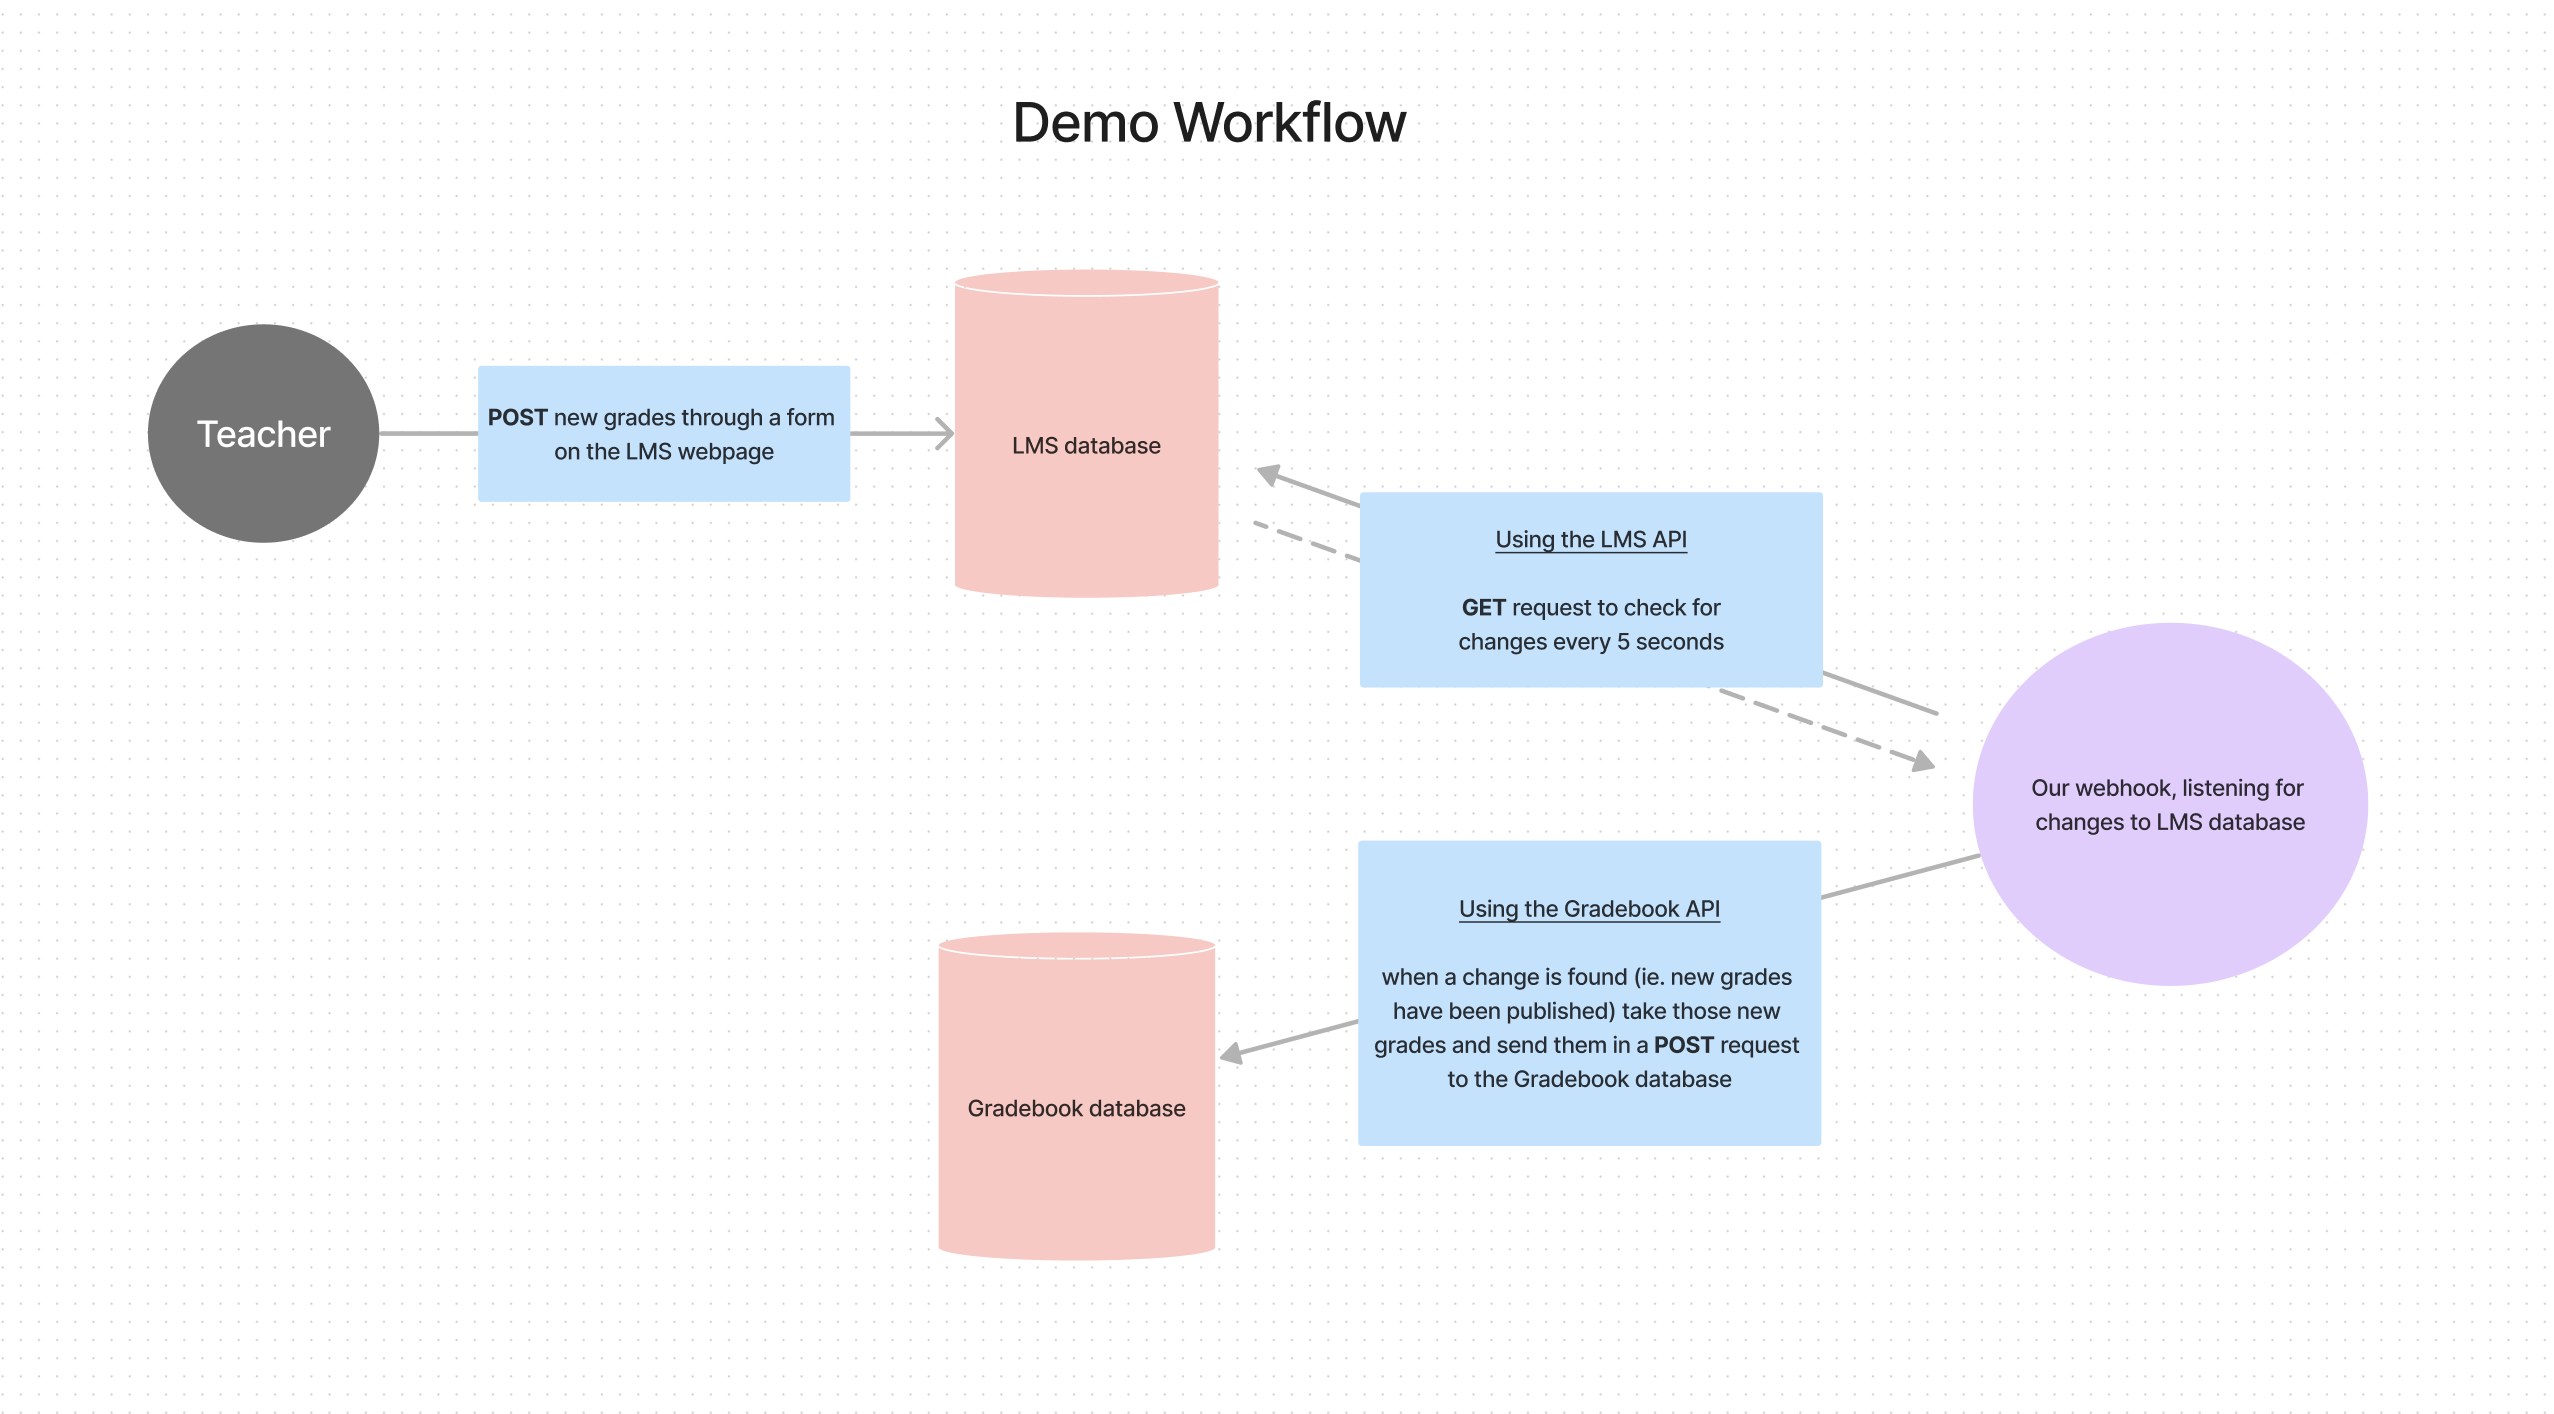 Demo Workflow
Teacher
POST new grades through a form
on the LMS webpage
LMS database
Using the LMS API
GET request to check for
changes every 5 seconds
Our webhook, listening for
changes to LMS database
Using the Gradebook API
when a change is found (ie. new grades
have been published) take those new
grades and send them in a POST request
to the Gradebook database
Gradebook database